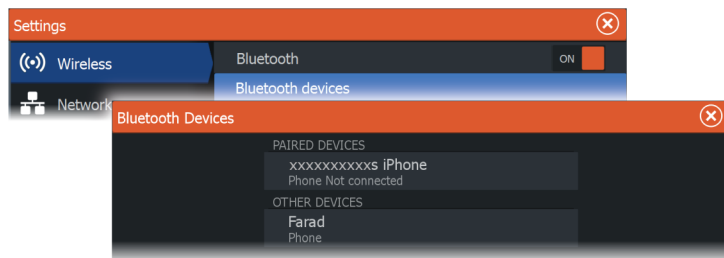 Settings
Wireless
Bluetooth
ON
Bluetooth devices
Network
Bluetooth Devices
PAIRED DEVICES
xxxxxxxxxxs iPhone
Phone Not connected
OTHER DEVICES
Farad
Phone